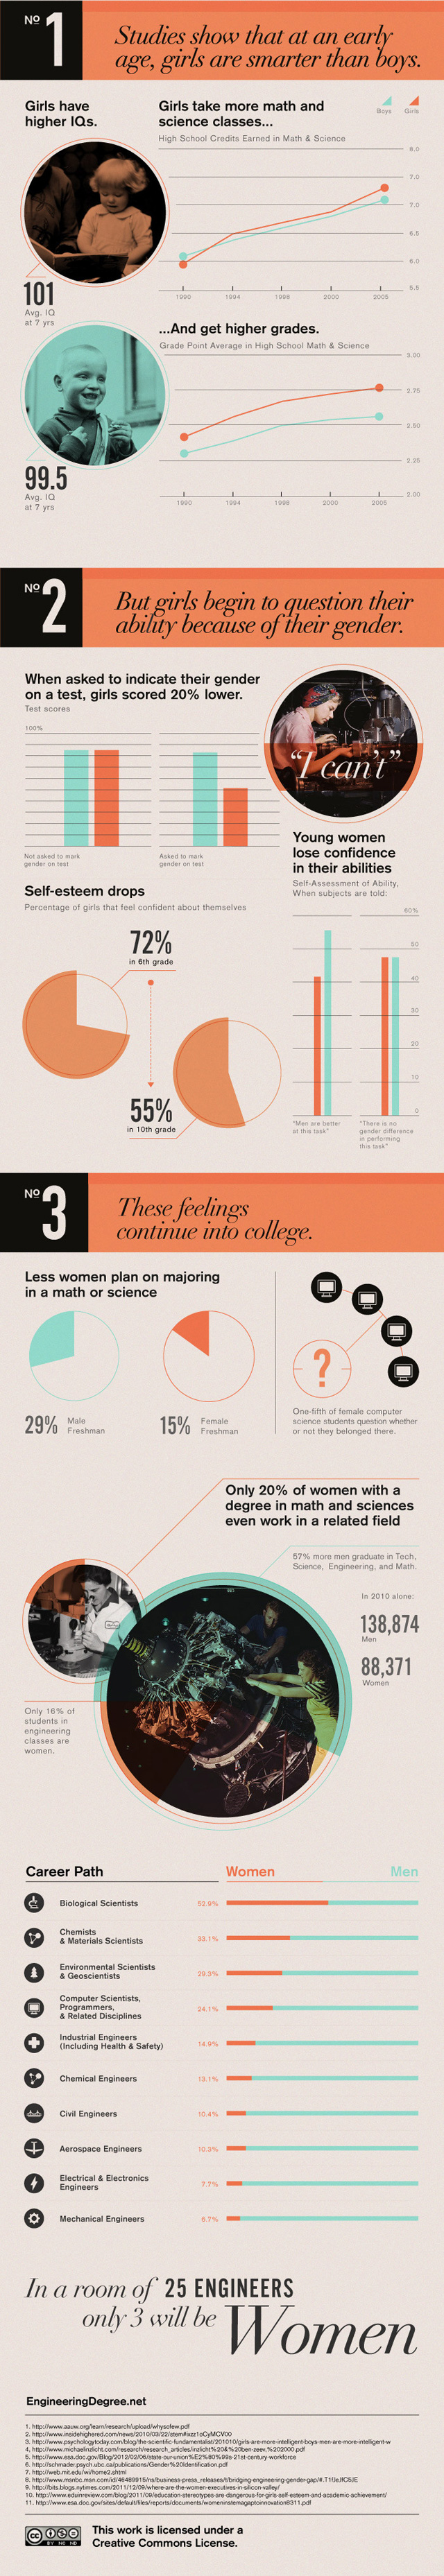 Nº 1
Studies show that at an early
age, girls are smarter than boys.
Girls have
higher IQs.
101
Avg. IQ
at 7 yrs
99.5
Avg. IQ
at 7 yrs
Girls take more math and
science classes...
Boys
Girls
High School Credits Earned in Math & Science
8.0
7.0
7.0
6.5
6.0
5.5
1990
1994
1998
2000
2005
...And get higher grades.
Grade Point Average in High School Math & Science
3.00
2.75
2.50
2.25
2.00
1990
1994
1998
2000
2005
Nº 2
But girls begin to question their
ability because of their gender.
When asked to indicate their gender
on a test, girls scored 20% lower.
Test scores
100%
Not asked to mark
gender on test
Asked to mark
gender on test
"I can't"
Self-esteem drops
Percentage of girls that feel confident about themselves
72%
in 6th grade
55%
in 10th grade
Young women
lose confidence
in their abilities
Self-Assessment of Ability,
When subjects are told:
60%
50
40
30
20
10
0
"Men are better
at this task"
"There is no
gender difference
in performing
this task"
Nº 3
These feelings
continue into college.
Less women plan on majoring
in a math or science
29%
Male
Freshman
15%
Female
Freshman
?
One-fifth of female computer
science students question whether
or not they belonged there.
Only 20% of women with a
degree in math and sciences
even work in a related field
57% more men graduate in Tech,
Science, Engineering, and Math.
In 2010 alone:
138,874
Men
88,371
Women
Only 16% of
students in
engineering
classes are
women.
Career Path
Women
Men
Biological Scientists
52.9%
Chemists
& Materials Scientists
33.1%
Environmental Scientists
& Geoscientists
29.3%
Computer Scientists,
Programmers,
& Related Disciplines
24.1%
Industrial Engineers
(Including Health & Safety)
14.9%
Chemical Engineers
13.1%
Civil Engineers
10.4%
Aerospace Engineers
10.3%
Electrical & Electronics
Engineers
7.7%
Mechanical Engineers
6.7%
In a room of 25 ENGINEERS
only 3 will be Women
EngineeringDegree.net
1. http://www.aauw.org/learn/research/upload/whysofew.pdf
2. http://www.insidehighered.com/news/2010/03/22/stem#ixzz1oCyMCV00
3. http://www.psychologytoday.com/blog/the-scientific-fundamentalist/201010/girls-are-more-intelligent-boys-men-are-more-intelligent-w
4. http://www.michaelinzlicht.com/research/research_articles/inzlicht%20&%20ben-zeev,%202000.pdf
5. http://www.esa.doc.gov/Blog/2012/02/06/state-our-union%E2%80%99s-21st-century-workforce
6. http://schmader.psych.ubc.ca/publications/Gender%20Identification.pdf
7. http://web.mit.edu/wi/home2.shtml
8. http://www.msnbc.msn.com/id/46489915/ns/business-press_releases/t/bridging-engineering-gender-gap/#.T1fJeJfC5JE
9. http://bits.blogs.nytimes.com/2011/12/09/where-are-the-women-executives-in-silicon-valley/
10. http://www.eduinreview.com/blog/2011/09/education-stereotypes-are-dangerous-for-girls-self-esteem-and-academic-achievement/
11. http://www.esa.doc.gov/sites/default/files/reports/documents/womeninstemagaptoinnovation8311.pdf
cc
BY NC ND
This work is licensed under a
Creative Commons License.